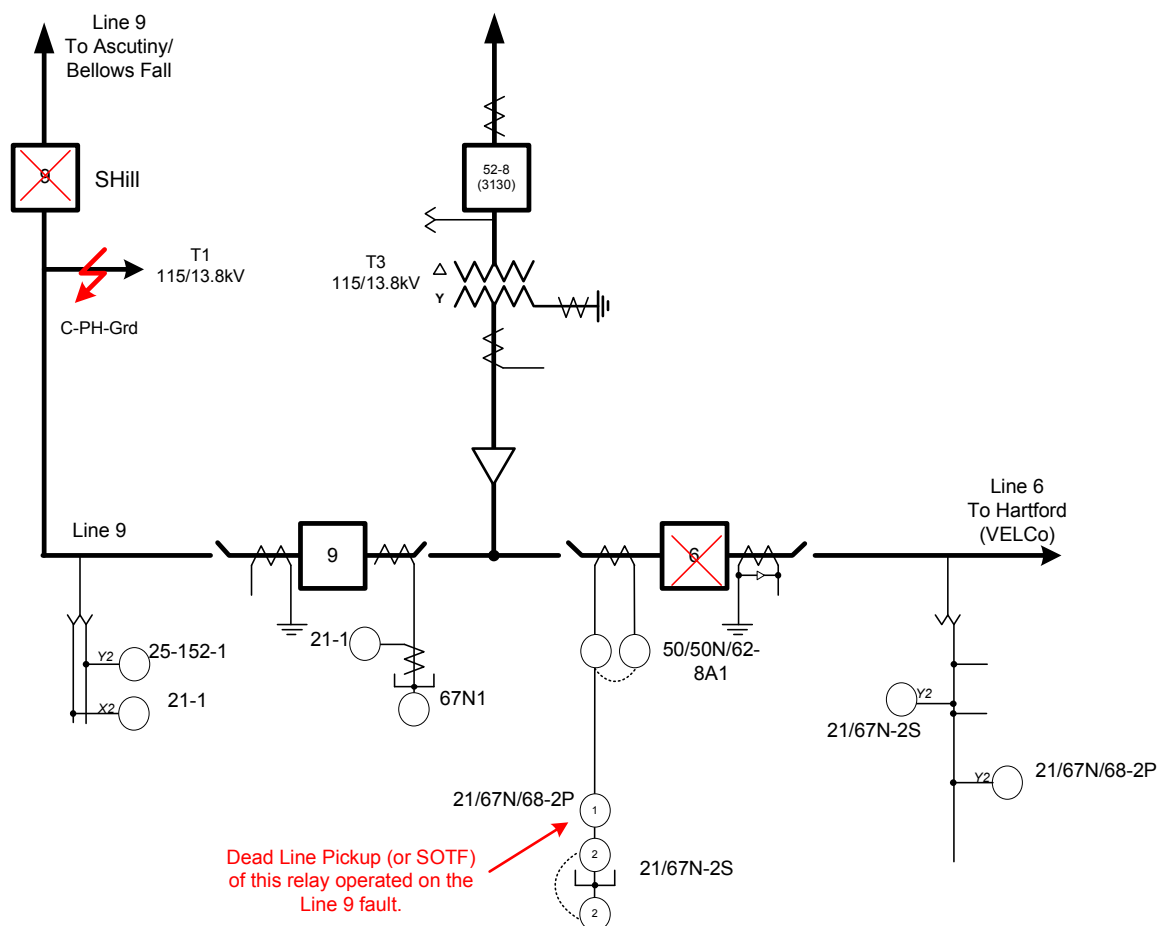 Line 9
To Ascutiny/
Bellows Fall
9
SHill
52-8
(3130)
T1
115/13.8kV
T3
115/13.8kV
Δ
Y
C-PH-Grd
Line 6
To Hartford
(VELCo)
Line 9
9
6
21-1
50/50N/62-
8A1
Y2
25-152-1
67N1
X2
21-1
Y2
21/67N-2S
Y2
21/67N/68-2P
21/67N/68-2P
1
Dead Line Pickup (or SOTF)
of this relay operated on the
Line 9 fault.
2
21/67N-2S
2